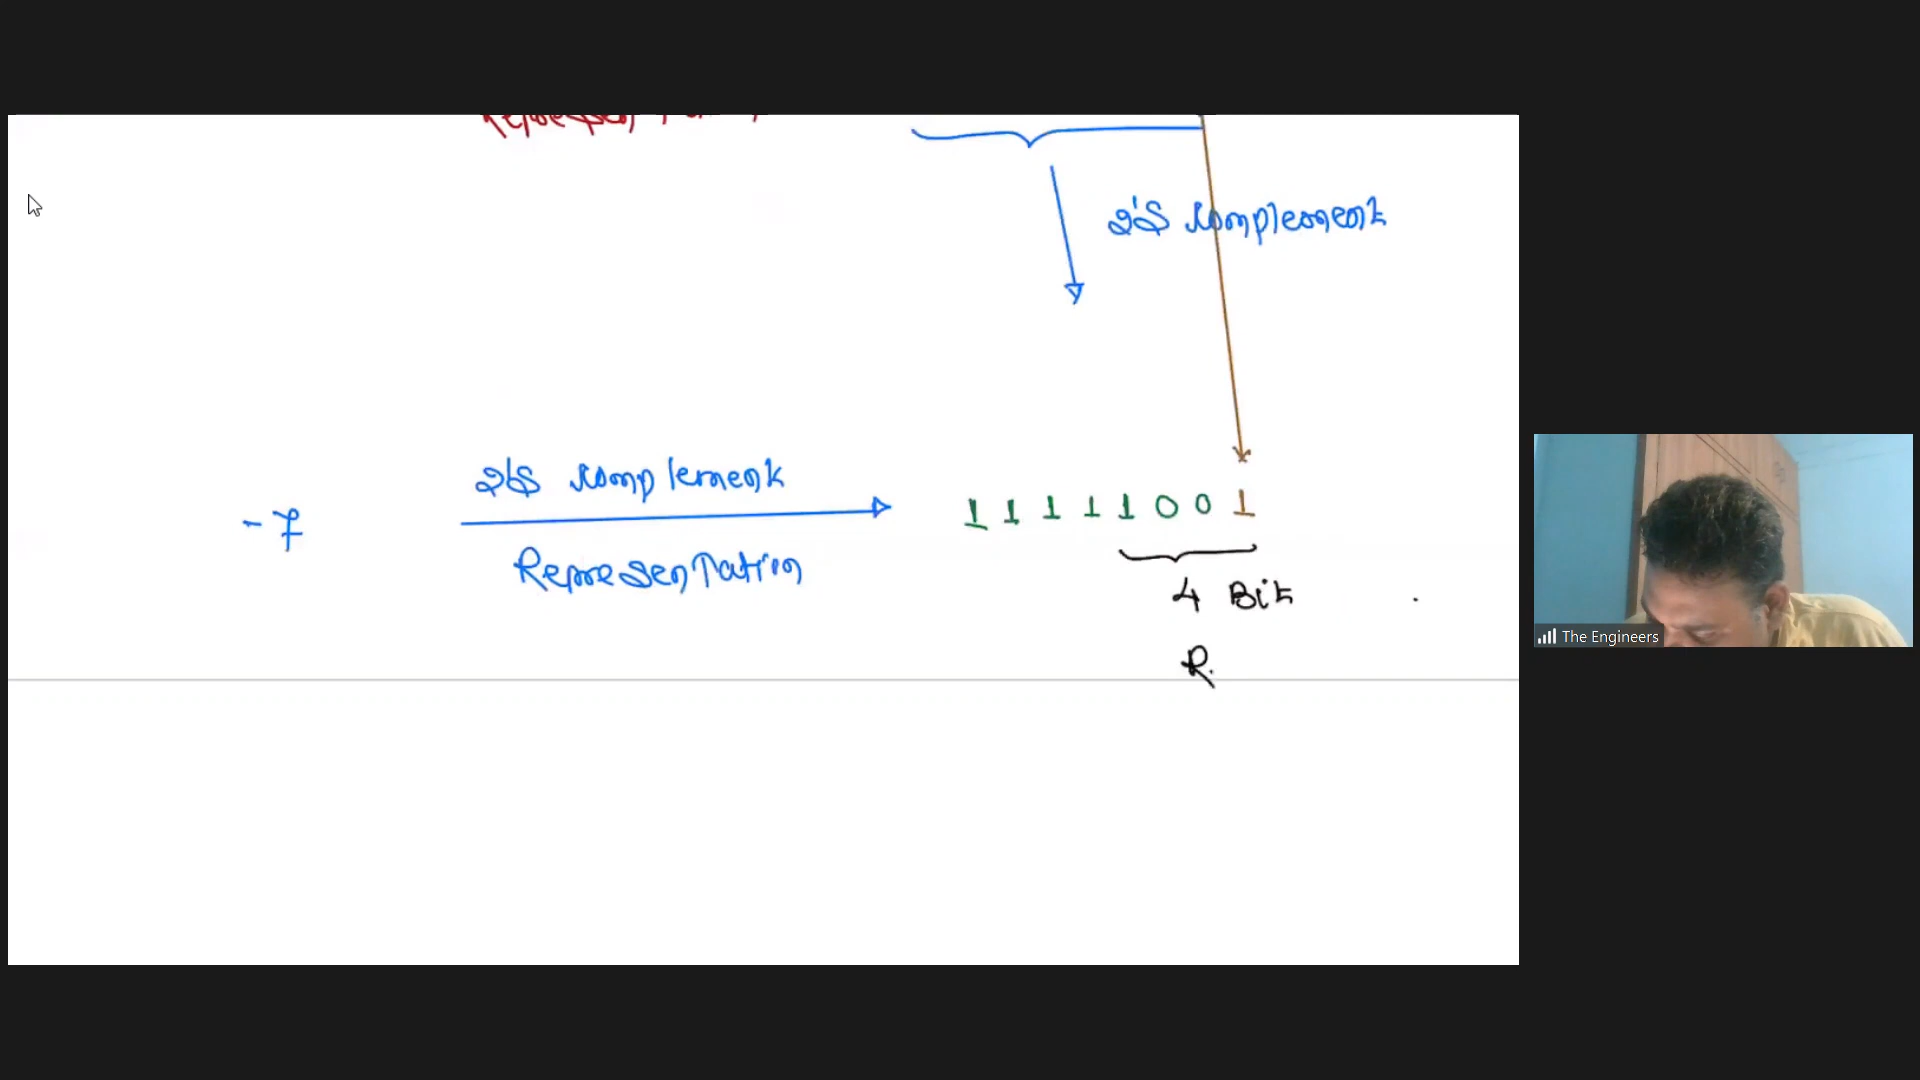 2's complement
2's complement
-7
Representation
1 1 1 1 1 0 0 1
4 Bit
R
The Engineers